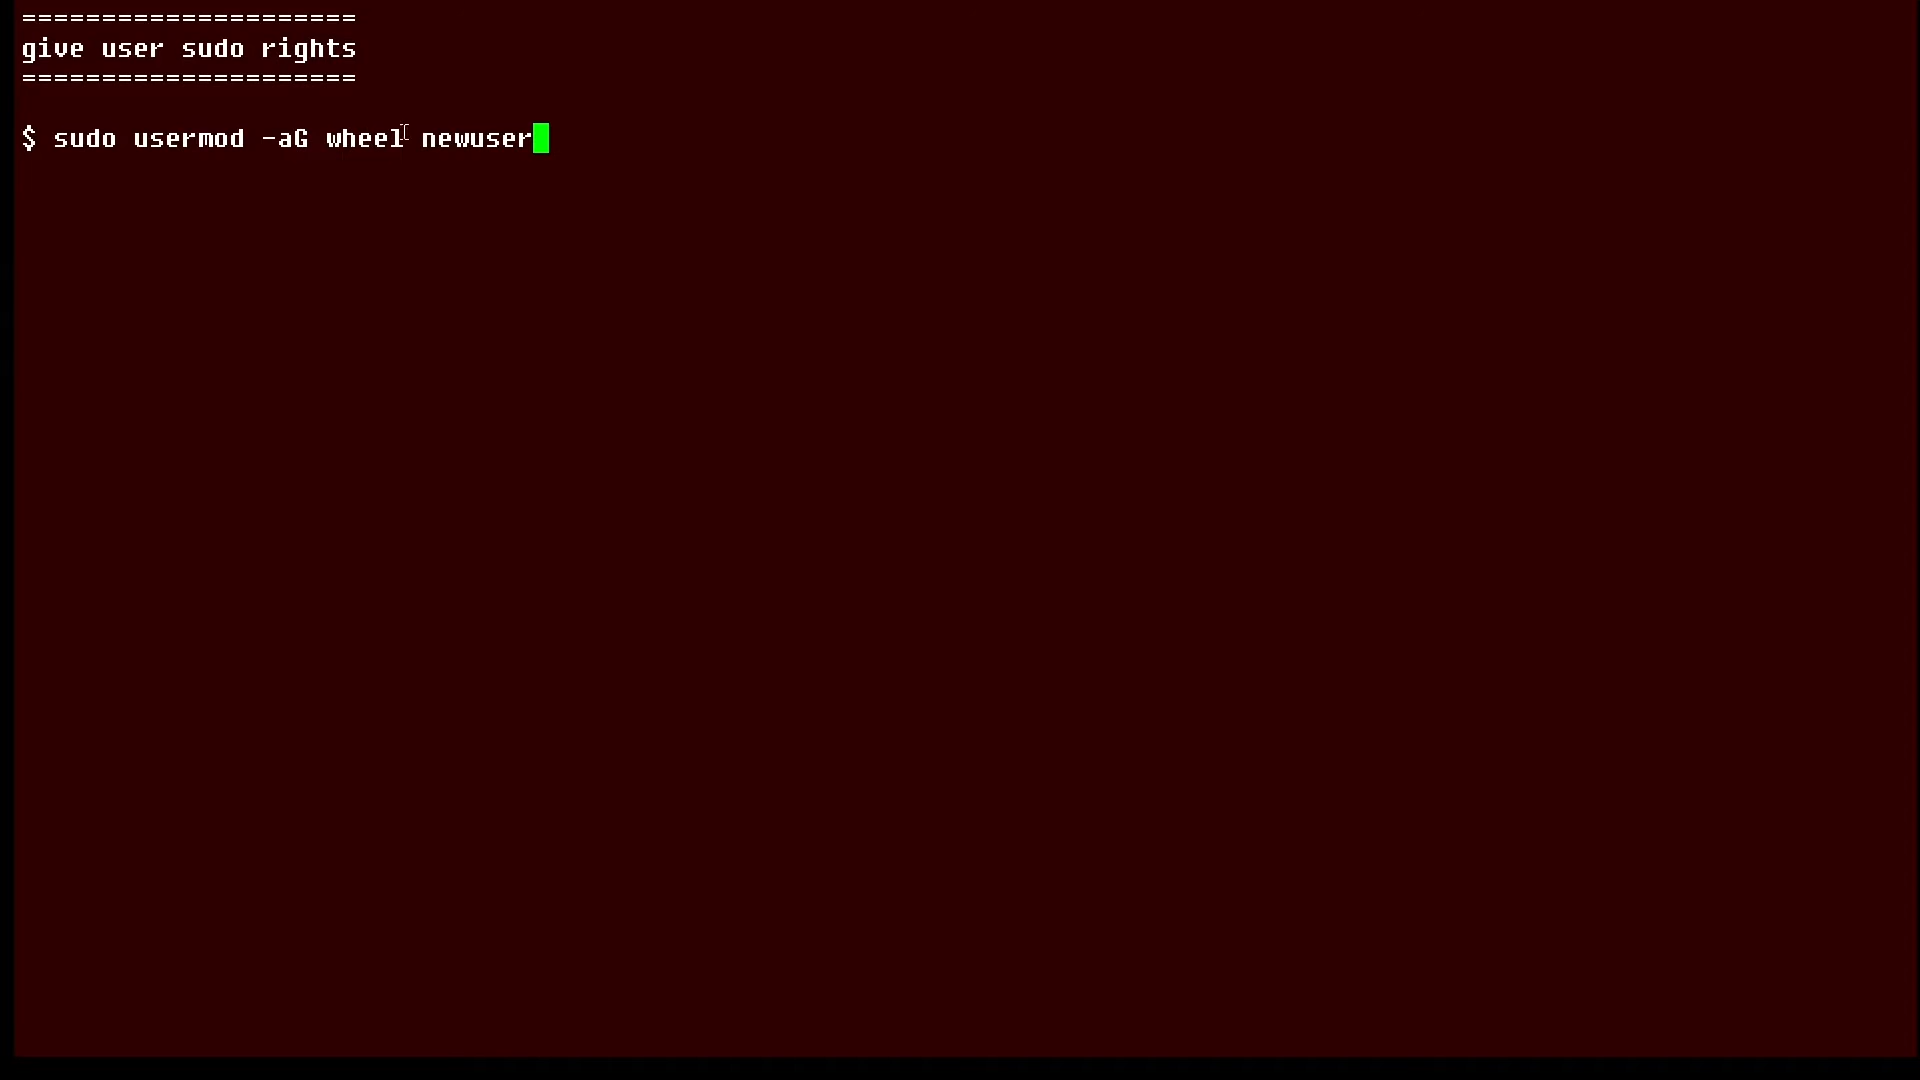 =====================
give user sudo rights
=====================
$ sudo usermod -aG wheel newuser